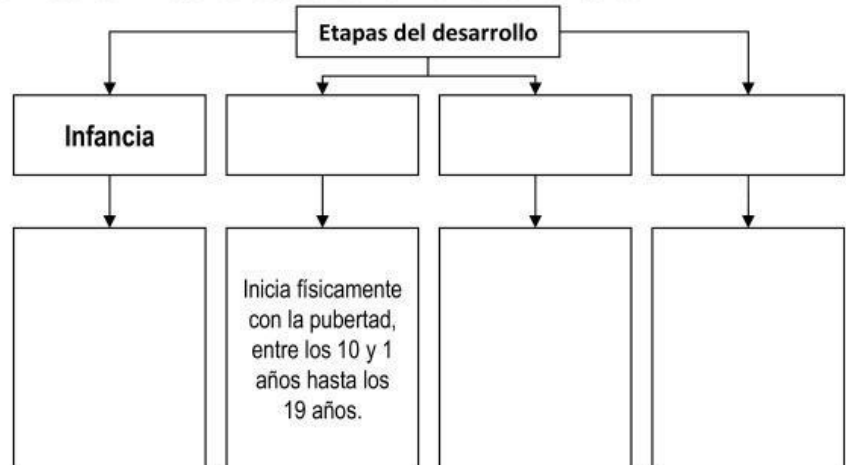 Etapas del desarrollo
Infancia
Inicia físicamente
con la pubertad,
entre los 10 y 1
años hasta los
19 años.